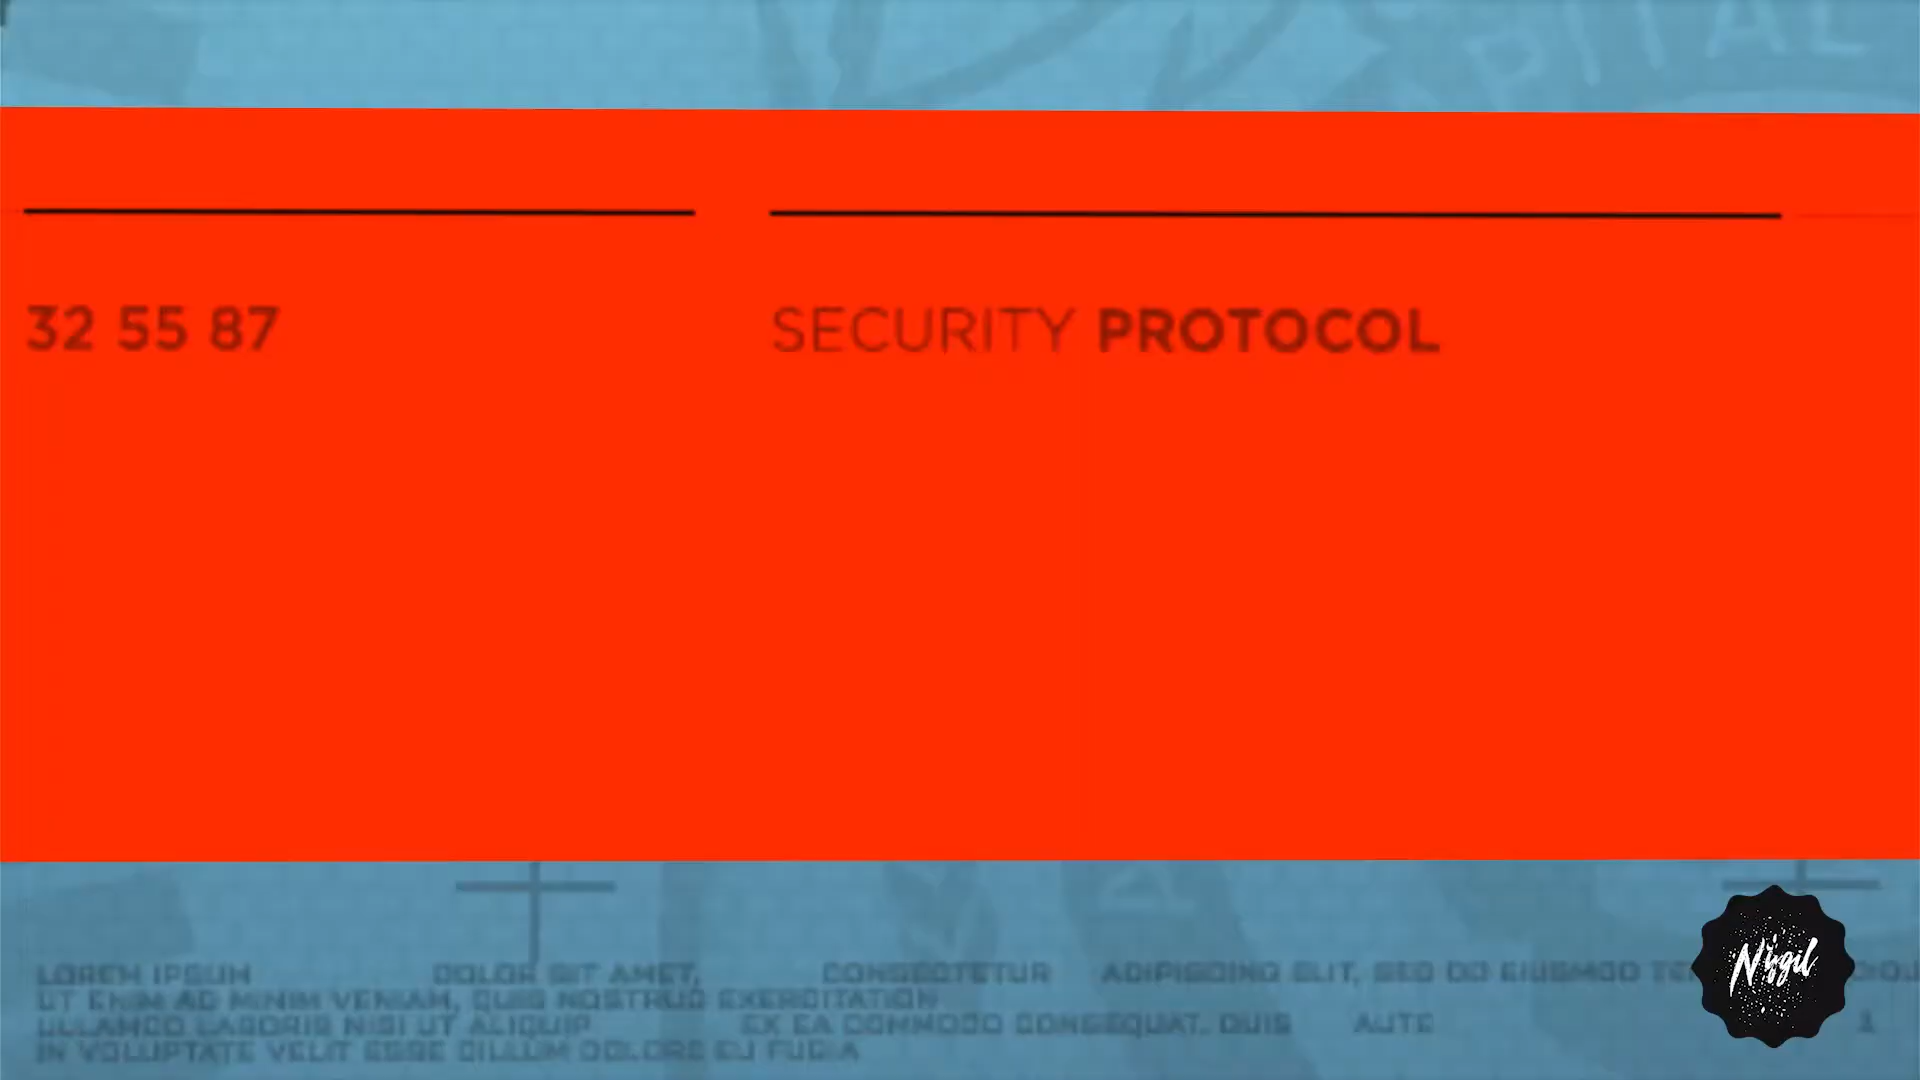 PITAL
32 55 87
SECURITY PROTOCOL
LOREM IPSUM DOLOR SIT AMET, CONSECTETUR ADIPISCING ELIT, SED DO EIUSMOD
UT ENIM AD MINIM VENIAM, QUIS NOSTRUD EXERCITATION
ULLAMCO LABORIS NISI UT ALIQUIP EX EA COMMODO CONSEQUAT. DUIS AUTE
IN VOLUPTATE VELIT ESSE CILLUM DOLORE EU FUGIA